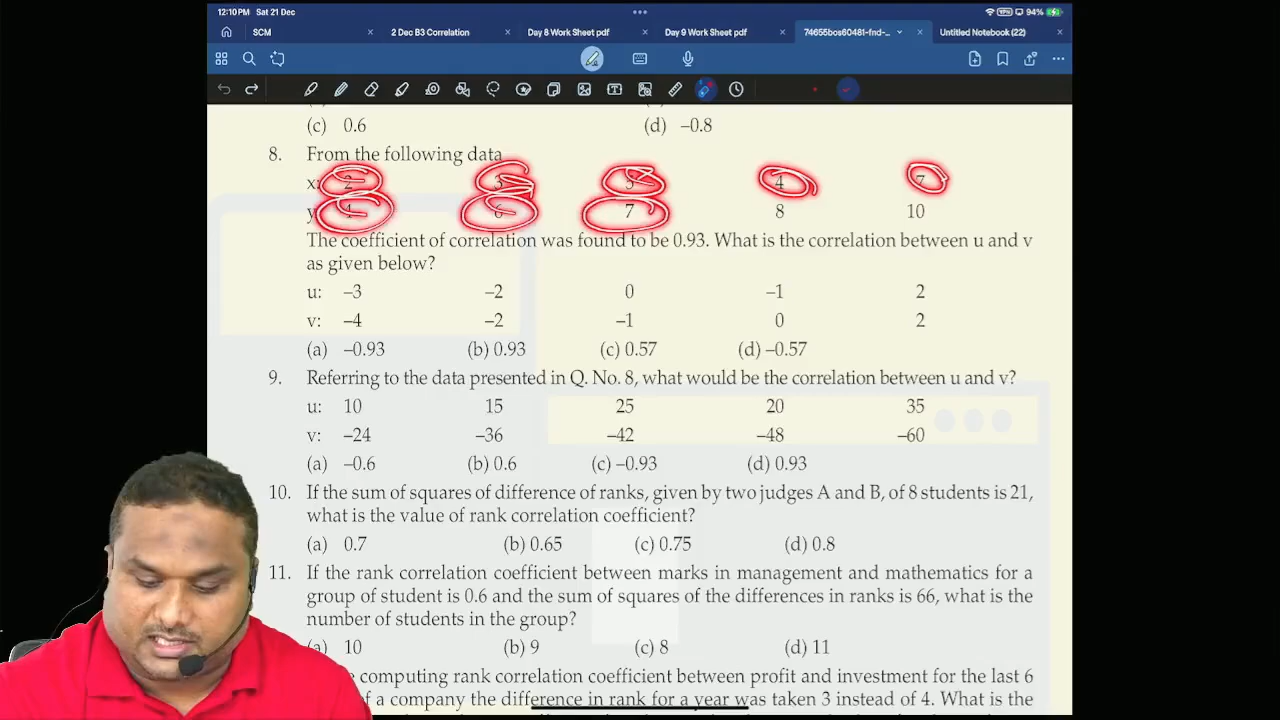 12:10 PM Sat 21 Dec
94%
SCM
2 Dec B3 Correlation
Day 8 Work Sheet pdf
Day 9 Work Sheet pdf
74655bos60481-fnd-...
Untitled Notebook (22)
(c) 0.6 (d) –0.8
8. From the following data
x: 2 3 5 4 7
y 4 6 7 8 10
The coefficient of correlation was found to be 0.93. What is the correlation between u and v
as given below?
u: –3 –2 0 –1 2
v: –4 –2 –1 0 2
(a) –0.93 (b) 0.93 (c) 0.57 (d) –0.57
9. Referring to the data presented in Q. No. 8, what would be the correlation between u and v?
u: 10 15 25 20 35
v: –24 –36 –42 –48 –60
(a) –0.6 (b) 0.6 (c) –0.93 (d) 0.93
10. If the sum of squares of difference of ranks, given by two judges A and B, of 8 students is 21,
what is the value of rank correlation coefficient?
(a) 0.7 (b) 0.65 (c) 0.75 (d) 0.8
11. If the rank correlation coefficient between marks in management and mathematics for a
group of student is 0.6 and the sum of squares of the differences in ranks is 66, what is the
number of students in the group?
(a) 10 (b) 9 (c) 8 (d) 11
computing rank correlation coefficient between profit and investment for the last 6
of a company the difference in rank for a year was taken 3 instead of 4. What is the